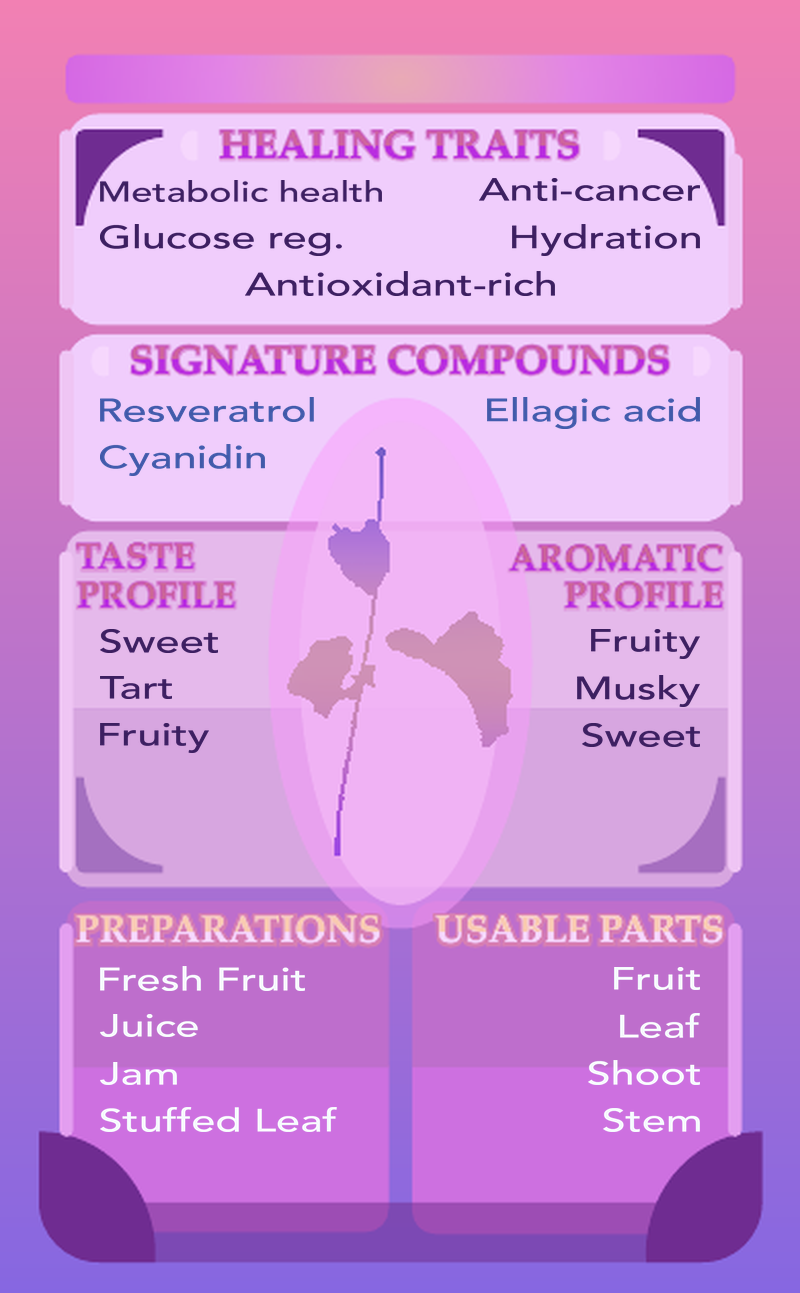 HEALING TRAITS
Metabolic health
Anti-cancer
Glucose reg.
Hydration
Antioxidant-rich
SIGNATURE COMPOUNDS
Resveratrol
Ellagic acid
Cyanidin
TASTE
PROFILE
Sweet
Tart
Fruity
AROMATIC
PROFILE
Fruity
Musky
Sweet
PREPARATIONS
Fresh Fruit
Juice
Jam
Stuffed Leaf
USABLE PARTS
Fruit
Leaf
Shoot
Stem